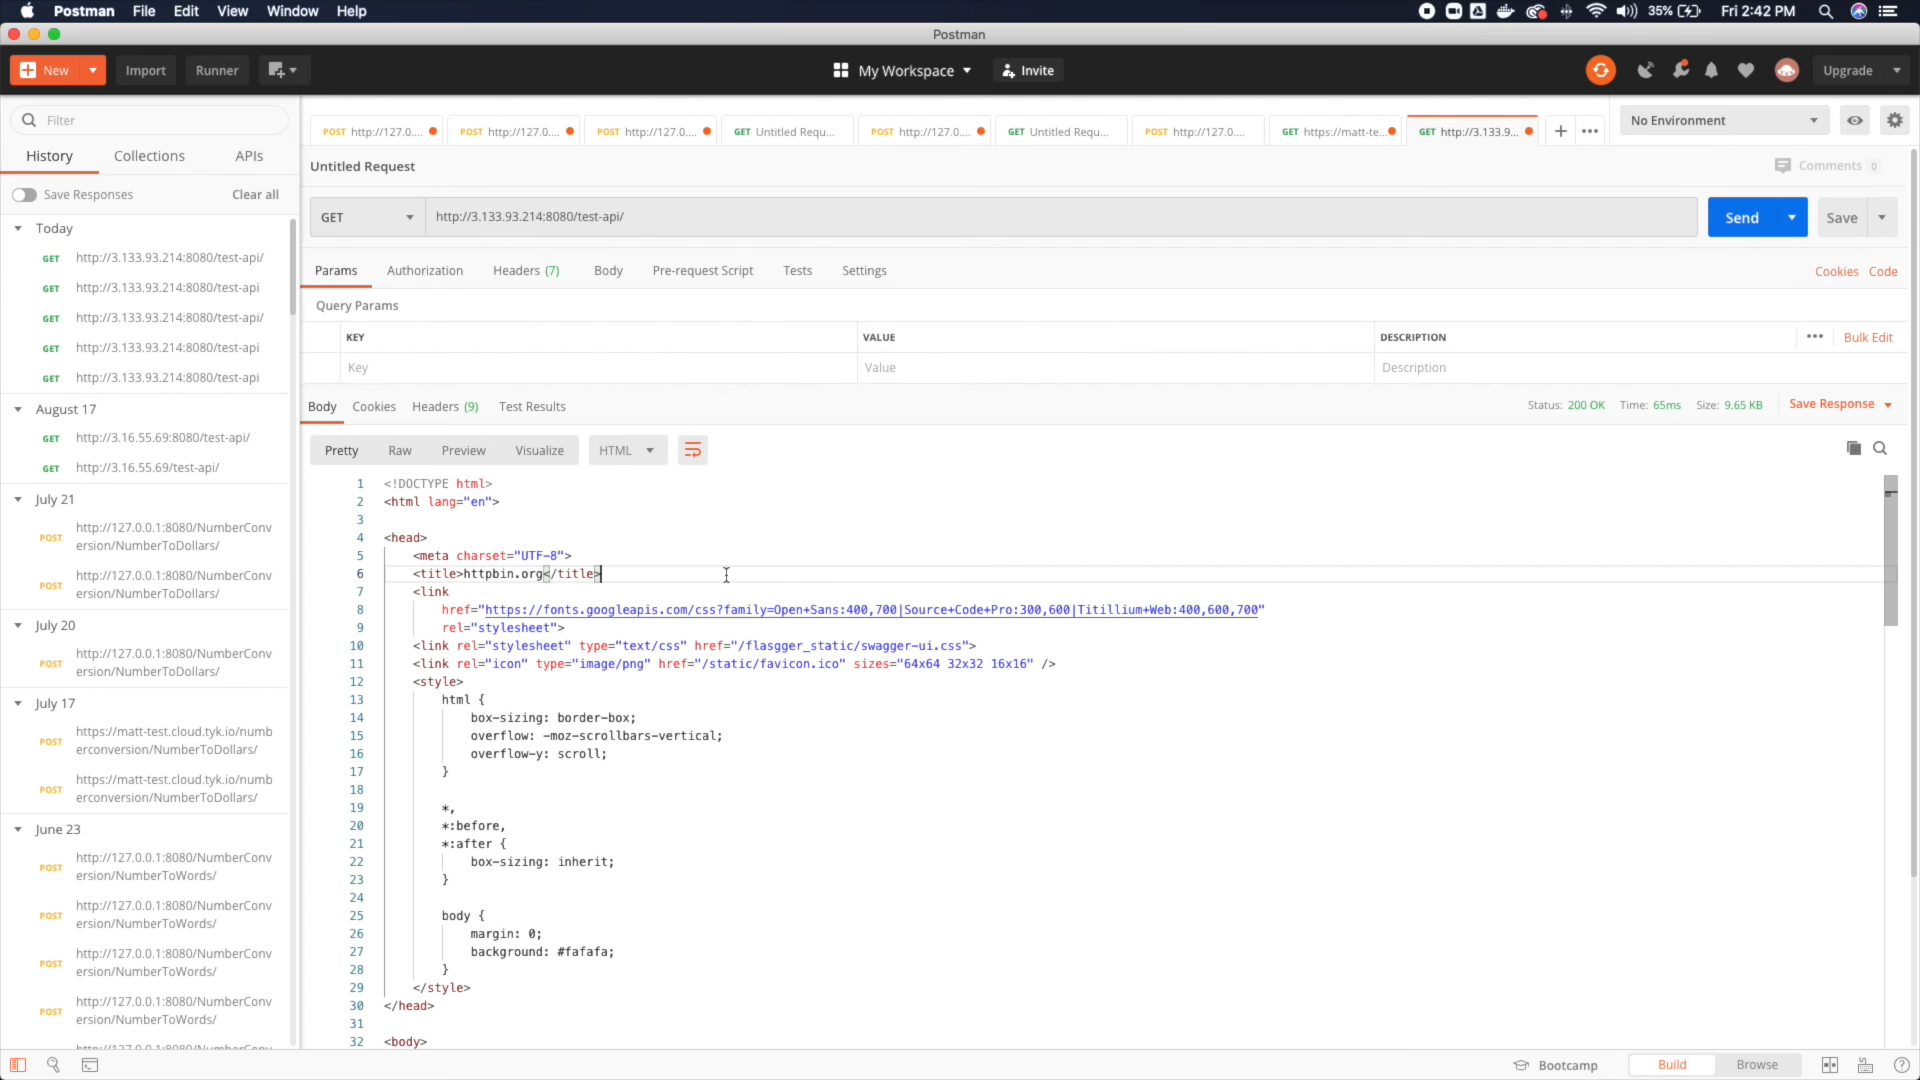 Postman File Edit View Window Help
35% Fri 2:42 PM
Postman
New Import Runner My Workspace Invite Upgrade
Filter
History Collections APIs
Save Responses Clear all
Today
GET http://3.133.93.214:8080/test-api/
GET http://3.133.93.214:8080/test-api
GET http://3.133.93.214:8080/test-api/
GET http://3.133.93.214:8080/test-api
GET http://3.133.93.214:8080/test-api
August 17
GET http://3.16.55.69:8080/test-api/
GET http://3.16.55.69/test-api/
July 21
POST http://127.0.0.1:8080/NumberConv
ersion/NumberToDollars/
POST http://127.0.0.1:8080/NumberConv
ersion/NumberToDollars/
July 20
POST http://127.0.0.1:8080/NumberConv
ersion/NumberToDollars/
July 17
POST https://matt-test.cloud.tyk.io/numb
erconversion/NumberToDollars/
POST https://matt-test.cloud.tyk.io/numb
erconversion/NumberToDollars/
June 23
POST http://127.0.0.1:8080/NumberConv
ersion/NumberToWords/
POST http://127.0.0.1:8080/NumberConv
ersion/NumberToWords/
POST http://127.0.0.1:8080/NumberConv
ersion/NumberToWords/
POST http://127.0.0.1:8080/NumberConv
ersion/NumberToWords/
POST http://127.0.... POST http://127.0.... POST http://127.0.... GET Untitled Requ... POST http://127.0.... GET Untitled Requ... POST http://127.0.... GET https://matt-te... GET http://3.133.9... No Environment
Untitled Request Comments 0
GET http://3.133.93.214:8080/test-api/ Send Save
Params Authorization Headers (7) Body Pre-request Script Tests Settings Cookies Code
Query Params
KEY VALUE DESCRIPTION Bulk Edit
Key Value Description
Body Cookies Headers (9) Test Results Status: 200 OK Time: 65ms Size: 9.65 KB Save Response
Pretty Raw Preview Visualize HTML
1 <!DOCTYPE html>
2 <html lang="en">
3
4 <head>
5 <meta charset="UTF-8">
6 <title>httpbin.org</title>
7 <link
8 href="https://fonts.googleapis.com/css?family=Open+Sans:400,700|Source+Code+Pro:300,600|Titillium+Web:400,600,700"
9 rel="stylesheet">
10 <link rel="stylesheet" type="text/css" href="/flasgger_static/swagger-ui.css">
11 <link rel="icon" type="image/png" href="/static/favicon.ico" sizes="64x64 32x32 16x16" />
12 <style>
13 html {
14 box-sizing: border-box;
15 overflow: -moz-scrollbars-vertical;
16 overflow-y: scroll;
17 }
18
19 *,
20 *:before,
21 *:after {
22 box-sizing: inherit;
23 }
24
25 body {
26 margin: 0;
27 background: #fafafa;
28 }
29 </style>
30 </head>
31
32 <body>
Bootcamp Build Browse